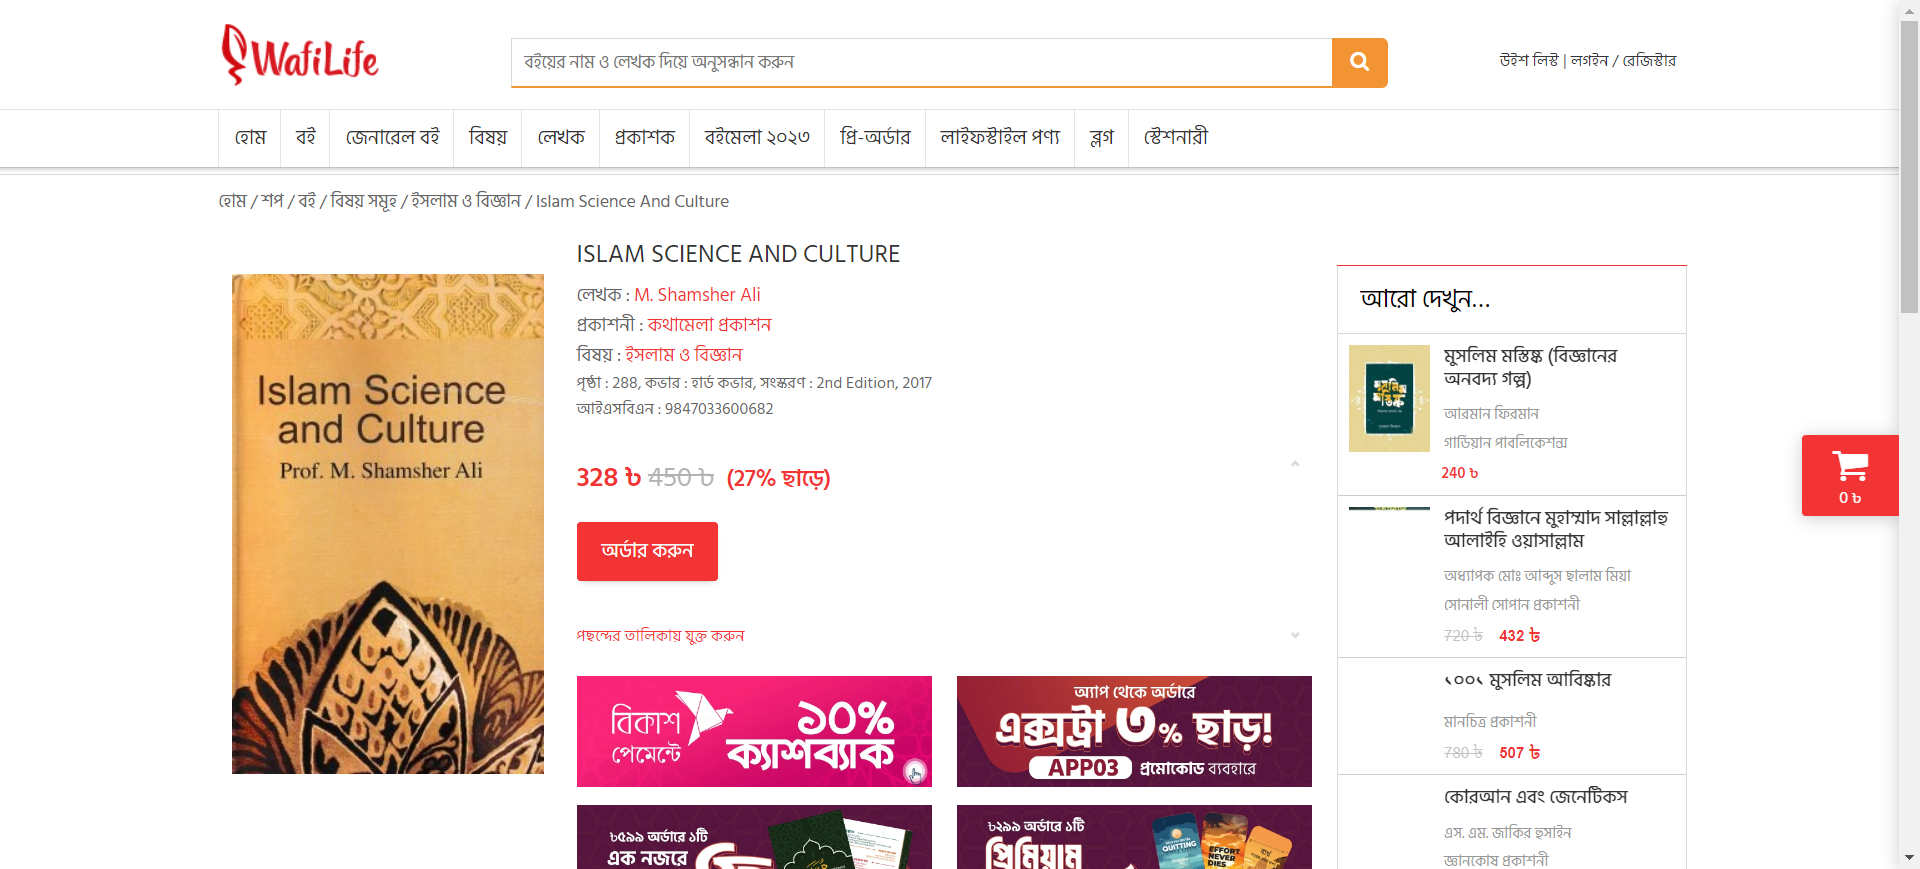 WafiLife
বইয়ের নাম ও লেখক দিয়ে অনুসন্ধান করুন
উইশ লিস্ট | লগইন / রেজিস্টার
হোম
বই
জেনারেল বই
বিষয়
লেখক
প্রকাশক
বইমেলা ২০২৩
প্রি-অর্ডার
লাইফস্টাইল পণ্য
ব্লগ
স্টেশনারী
হোম / শপ / বই / বিষয় সমূহ / ইসলাম ও বিজ্ঞান / Islam Science And Culture
Islam Science
and Culture
Prof. M. Shamsher Ali
ISLAM SCIENCE AND CULTURE
লেখক : M. Shamsher Ali
প্রকাশনী : কথামেলা প্রকাশন
বিষয় : ইসলাম ও বিজ্ঞান
পৃষ্ঠা : 288, কভার : হার্ড কভার, সংস্করণ : 2nd Edition, 2017
আইএসবিএন : 9847033600682
328 ৳ 450 ৳ (27% ছাড়ে)
অর্ডার করুন
পছন্দের তালিকায় যুক্ত করুন
বিকাশ
পেমেন্টে
১০%
ক্যাশব্যাক
অ্যাপ থেকে অর্ডারে
এক্সট্রা ৩% ছাড়!
APP03 প্রমোকোড ব্যবহারে
৳৫৯৯ অর্ডারে ১টি
এক নজরে
৳২৯৯ অর্ডারে ১টি
প্রিমিয়াম
QUITTING
EFFORT
NEVER
DIES
আরো দেখুন...
মুসলিম মস্তিষ্ক (বিজ্ঞানের
অনবদ্য গল্প)
আরমান ফিরমান
গার্ডিয়ান পাবলিকেশন্স
240 ৳
পদার্থ বিজ্ঞানে মুহাম্মাদ সাল্লাল্লাহু
আলাইহি ওয়াসাল্লাম
অধ্যাপক মোঃ আব্দুস ছালাম মিয়া
সোনালী সোপান প্রকাশনী
720 ৳ 432 ৳
১০০১ মুসলিম আবিষ্কার
মানচিত্র প্রকাশনী
780 ৳ 507 ৳
কোরআন এবং জেনেটিকস
এস. এম. জাকির হুসাইন
জ্ঞানকোষ প্রকাশনী
0 ৳